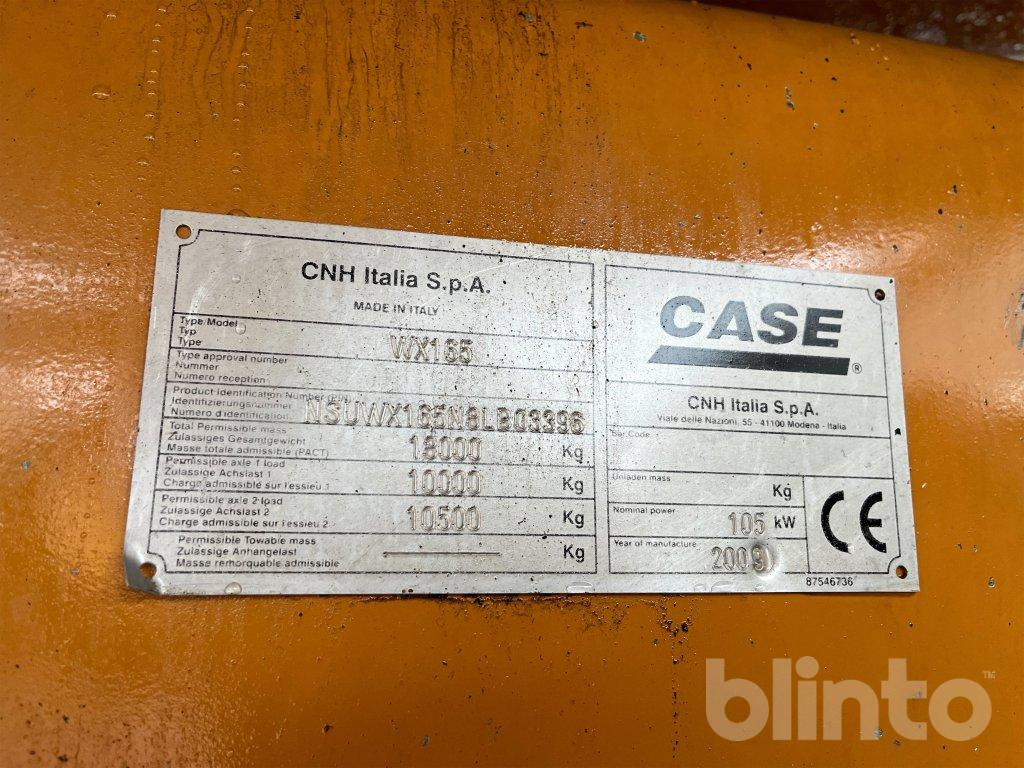 CNH Italia S.p.A.
MADE IN ITALY
Type/Model
Typ
Type
WX165
Type approval number
Nummer
Numero reception
Product Identification Number (PIN)
Identifizierungsnummer
Numero d'identification
NSUWX165N8LB03396
Total Permissible mass
Zulassiges Gesamtgewicht
Masse totale admissible (PACT)
18000 Kg
Permissible axle 1 load
Zulassige Achslast 1
Charge admissible sur l'essieu 1
10000 Kg
Permissible axle 2 load
Zulassige Achslast 2
Charge admissible sur l'essieu 2
10500 Kg
Permissible Towable mass
Zulassige Anhangelast
Masse remorquable admissible
Kg
CASE ®
CNH Italia S.p.A.
Viale delle Nazioni, 55 - 41100 Modena - Italia
Bar Code
Unladen mass
Kg
Nominal power
105 kW
Year of manufacture
2009
CE
87546736
blinto™